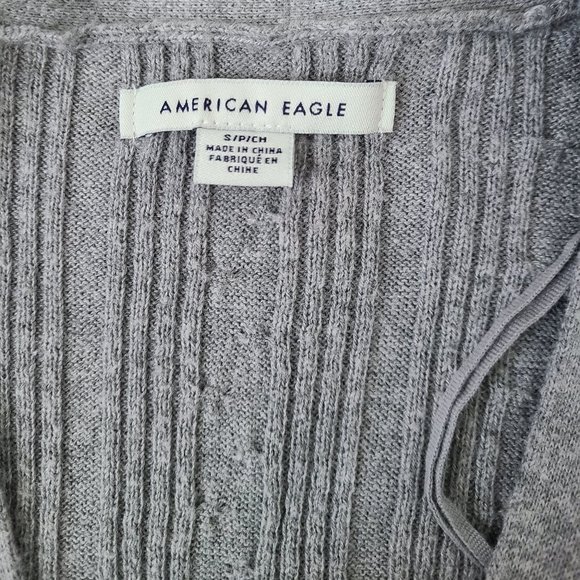 AMERICAN EAGLE
S/P/CH
MADE IN CHINA
FABRIQUÉ EN
CHINE